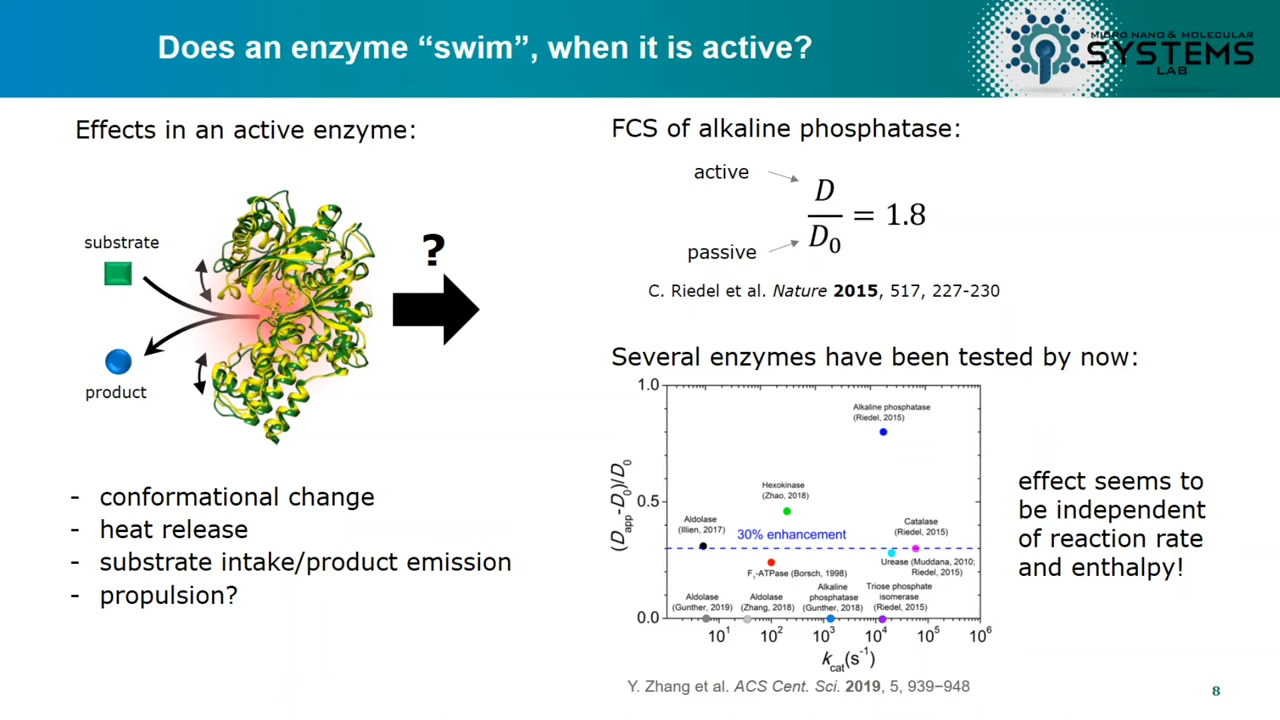 Does an enzyme “swim”, when it is active?
MICRO NANO & MOLECULAR
SYSTEMS
LAB
Effects in an active enzyme:
substrate
product
?
- conformational change
- heat release
- substrate intake/product emission
- propulsion?
FCS of alkaline phosphatase:
active
passive
D/D₀ = 1.8
C. Riedel et al. Nature 2015, 517, 227-230
Several enzymes have been tested by now:
(Dapp-D0)/D0
1.0
0.5
0.0
Alkaline phosphatase
(Riedel, 2015)
Hexokinase
(Zhao, 2018)
Aldolase
(Illien, 2017)
30% enhancement
Catalase
(Riedel, 2015)
F1-ATPase (Borsch, 1998)
Urease (Muddana, 2010;
Riedel, 2015)
Aldolase
(Gunther, 2019)
Aldolase
(Zhang, 2018)
Alkaline
phosphatase
(Gunther, 2018)
Triose phosphate
isomerase
(Riedel, 2015)
10¹ 10² 10³ 10⁴ 10⁵ 10⁶
kcat(s⁻¹)
effect seems to
be independent
of reaction rate
and enthalpy!
Y. Zhang et al. ACS Cent. Sci. 2019, 5, 939−948
8